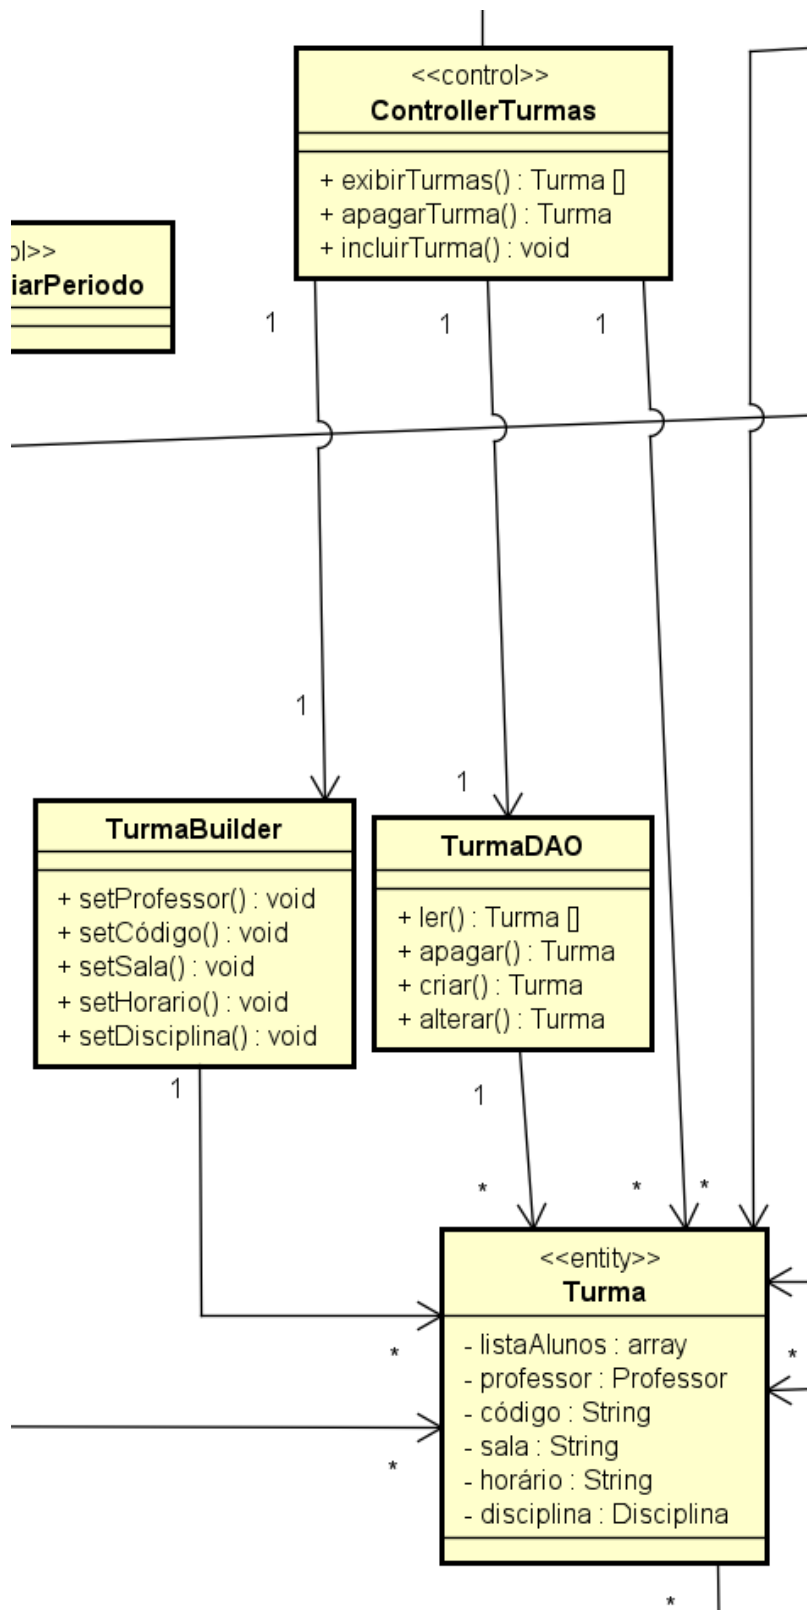 <<control>>
ControllerTurmas
+ exibirTurmas() : Turma []
+ apagarTurma() : Turma
+ incluirTurma() : void
ol>>
iarPeriodo
1
1
1
1
1
TurmaBuilder
+ setProfessor() : void
+ setCódigo() : void
+ setSala() : void
+ setHorario() : void
+ setDisciplina() : void
TurmaDAO
+ ler() : Turma []
+ apagar() : Turma
+ criar() : Turma
+ alterar() : Turma
1
1
*
*
*
<<entity>>
Turma
- listaAlunos : array
- professor : Professor
- código : String
- sala : String
- horário : String
- disciplina : Disciplina
*
*
*
*